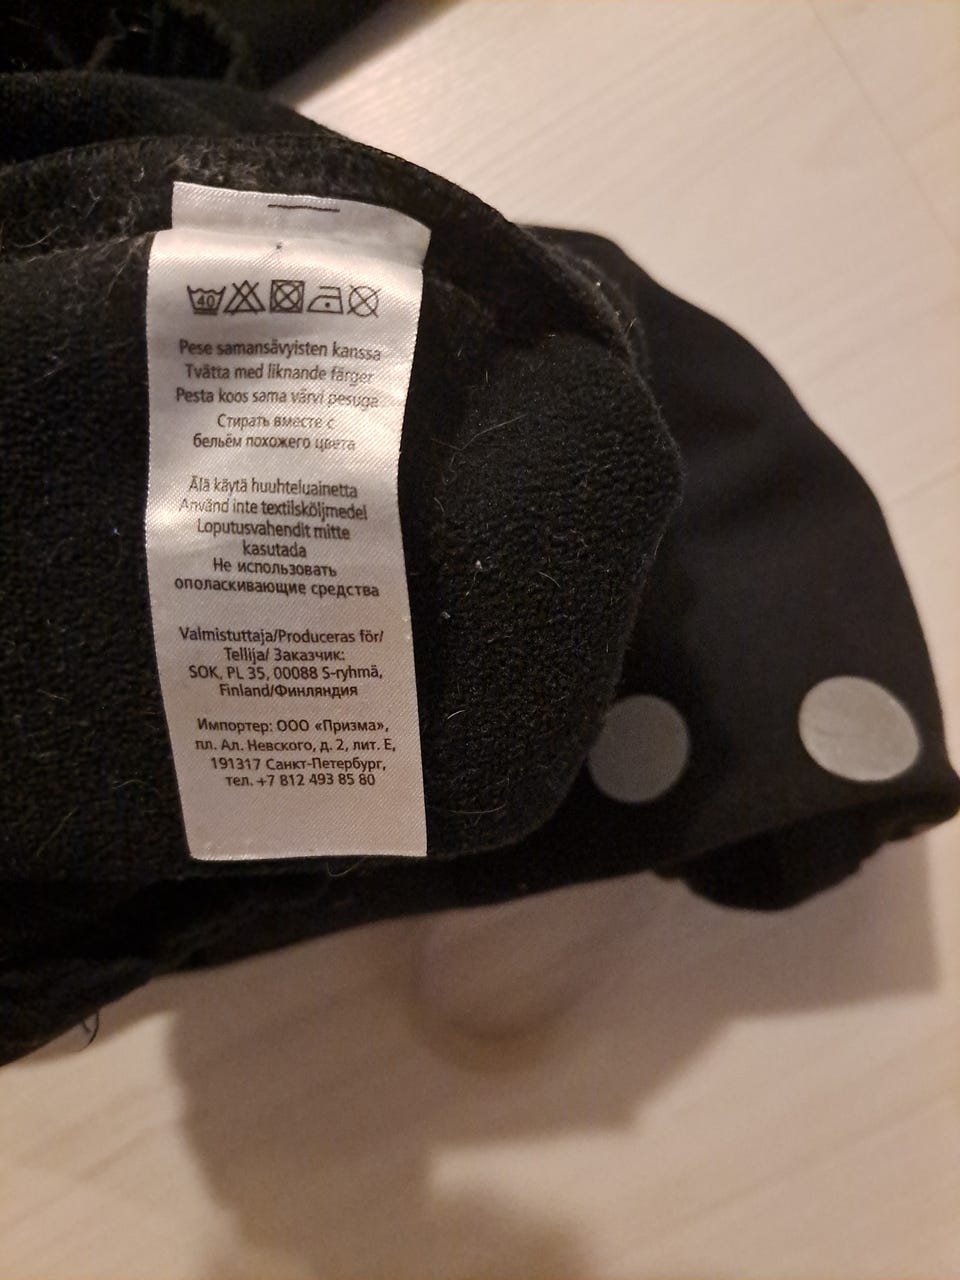 40
Pese samansävyisten kanssa
Tvätta med liknande färger
Pesta koos sama värvi pesuga
Стирать вместе с
бельём похожего цвета
Älä käytä huuhteluainetta
Använd inte textilsköljmedel
Loputusvahendit mitte
kasutada
Не использовать
ополаскивающие средства
Valmistuttaja/Produceras för/
Tellija/ Заказчик:
SOK, PL 35, 00088 S-ryhmä,
Finland/Финляндия
Импортер: ООО «Призма»,
пл. Ал. Невского, д. 2, лит. Е,
191317 Санкт-Петербург,
тел. +7 812 493 85 80